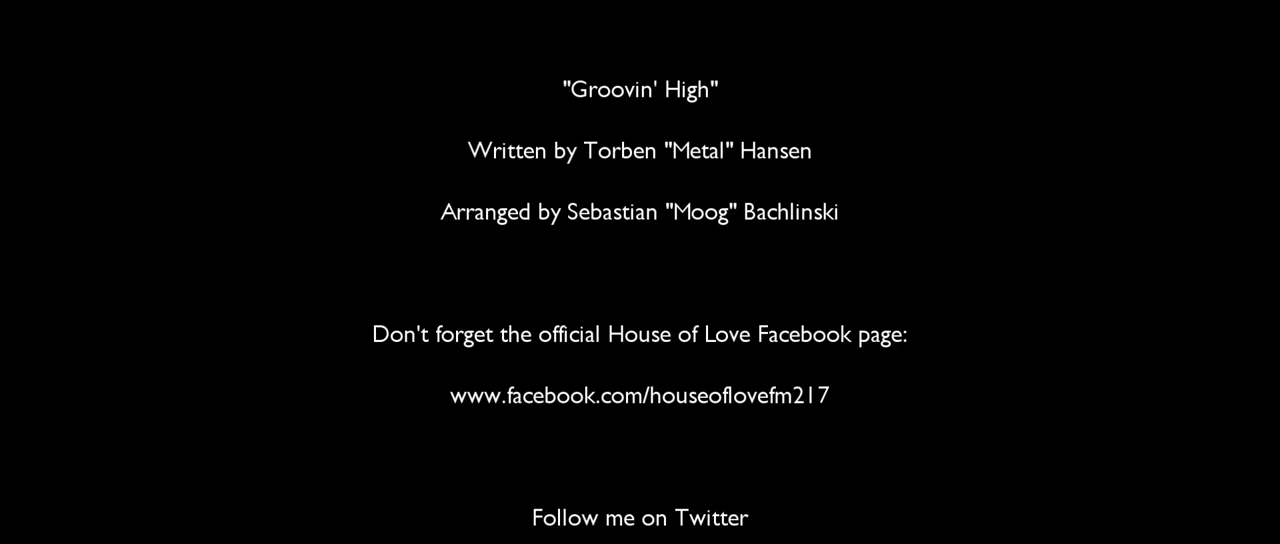 "Groovin' High"
Written by Torben "Metal" Hansen
Arranged by Sebastian "Moog" Bachlinski
Don't forget the official House of Love Facebook page:
www.facebook.com/houseoflovefm217
Follow me on Twitter